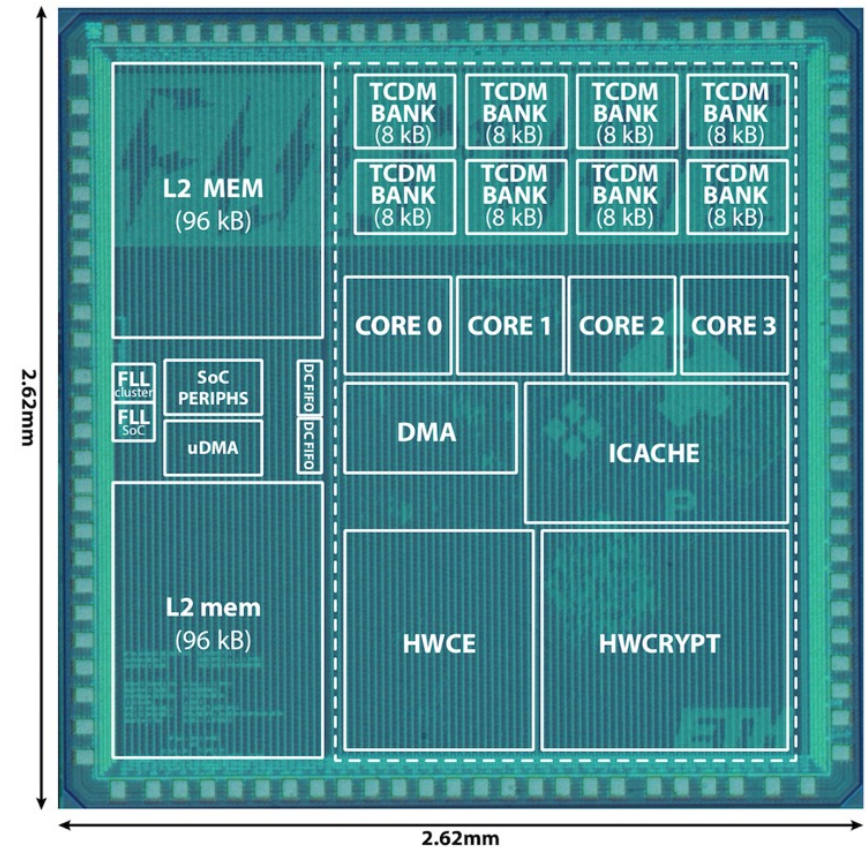 L2 MEM
(96 kB)
TCDM
BANK
(8 kB)
TCDM
BANK
(8 kB)
TCDM
BANK
(8 kB)
TCDM
BANK
(8 kB)
TCDM
BANK
(8 kB)
TCDM
BANK
(8 kB)
TCDM
BANK
(8 kB)
TCDM
BANK
(8 kB)
CORE 0
CORE 1
CORE 2
CORE 3
FLL
cluster
FLL
SoC
SoC
PERIPHS
uDMA
DC FIFO
DC FIFO
DMA
ICACHE
L2 mem
(96 kB)
HWCE
HWCRYPT
P
ETH
2.62mm
2.62mm